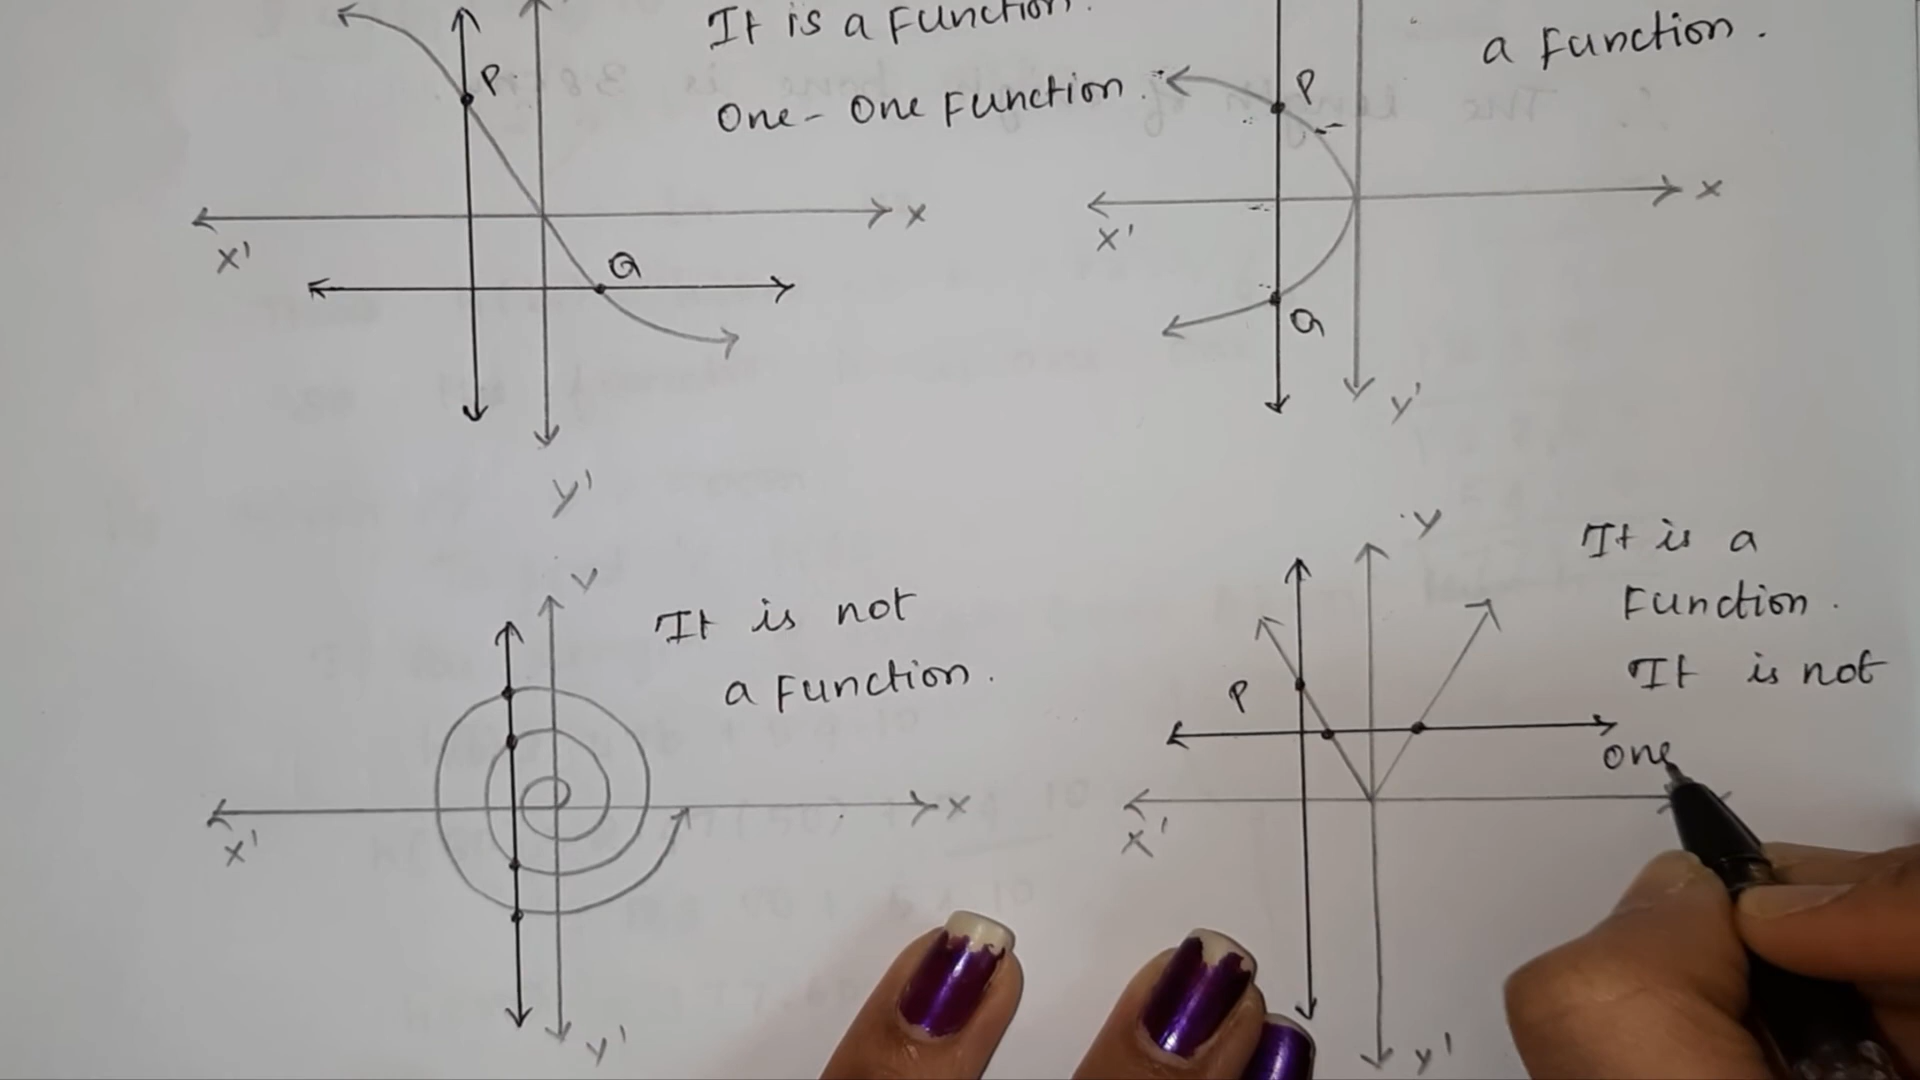 It is a Function.
One - One Function.
P
X
X'
Q
Y'
a Function.
P
X
X'
Q
Y'
Y
It is not
a Function.
X
X'
Y'
Y
It is a
Function.
It is not
one
P
X'
Y'